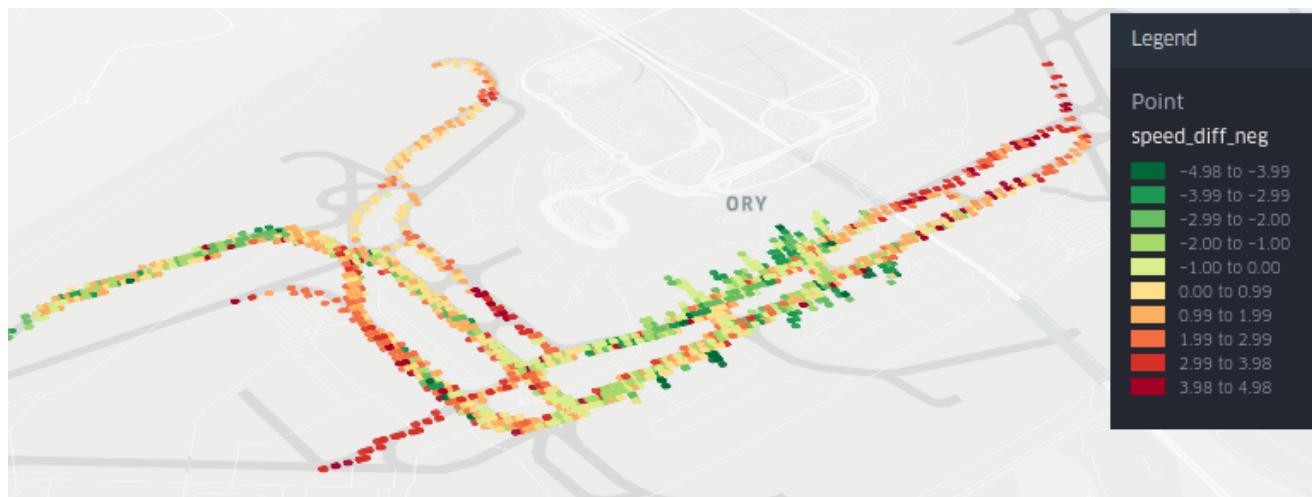 ORY
Legend
Point
speed_diff_neg
−4.98 to −3.99
−3.99 to −2.99
−2.99 to −2.00
−2.00 to −1.00
−1.00 to 0.00
0.00 to 0.99
0.99 to 1.99
1.99 to 2.99
2.99 to 3.98
3.98 to 4.98